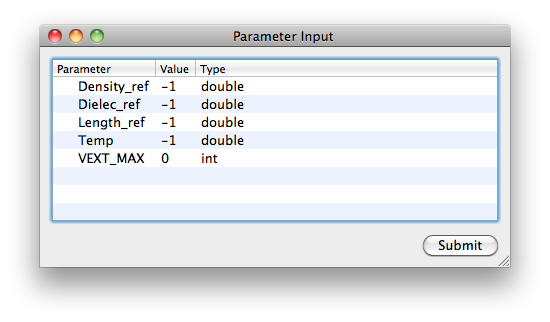 Parameter Input
Parameter Value Type
Density_ref -1 double
Dielec_ref -1 double
Length_ref -1 double
Temp -1 double
VEXT_MAX 0 int
Submit